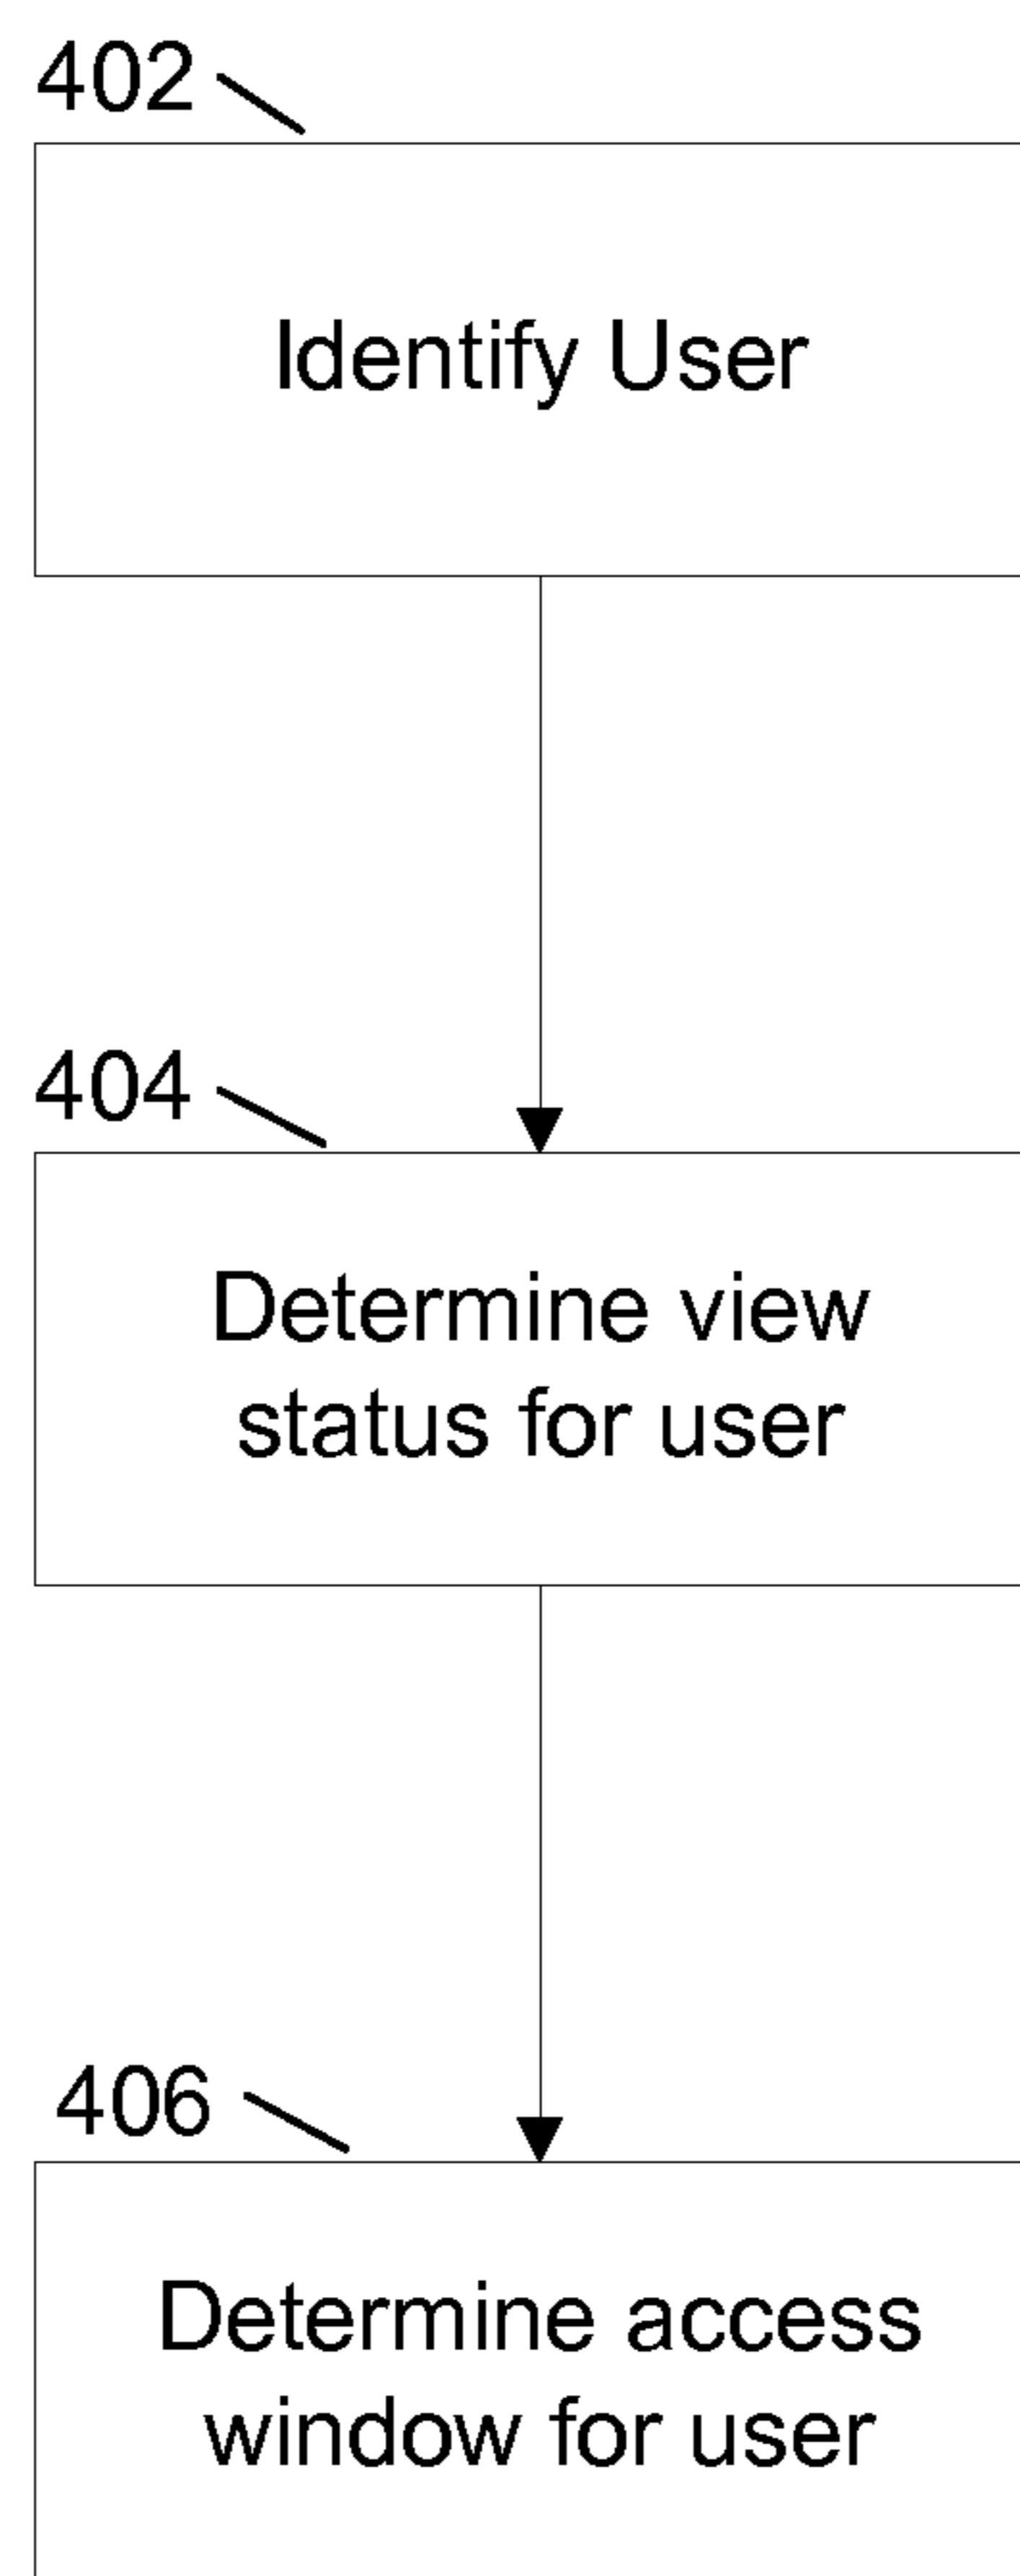 402
Identify User
404
Determine view
status for user
406
Determine access
window for user